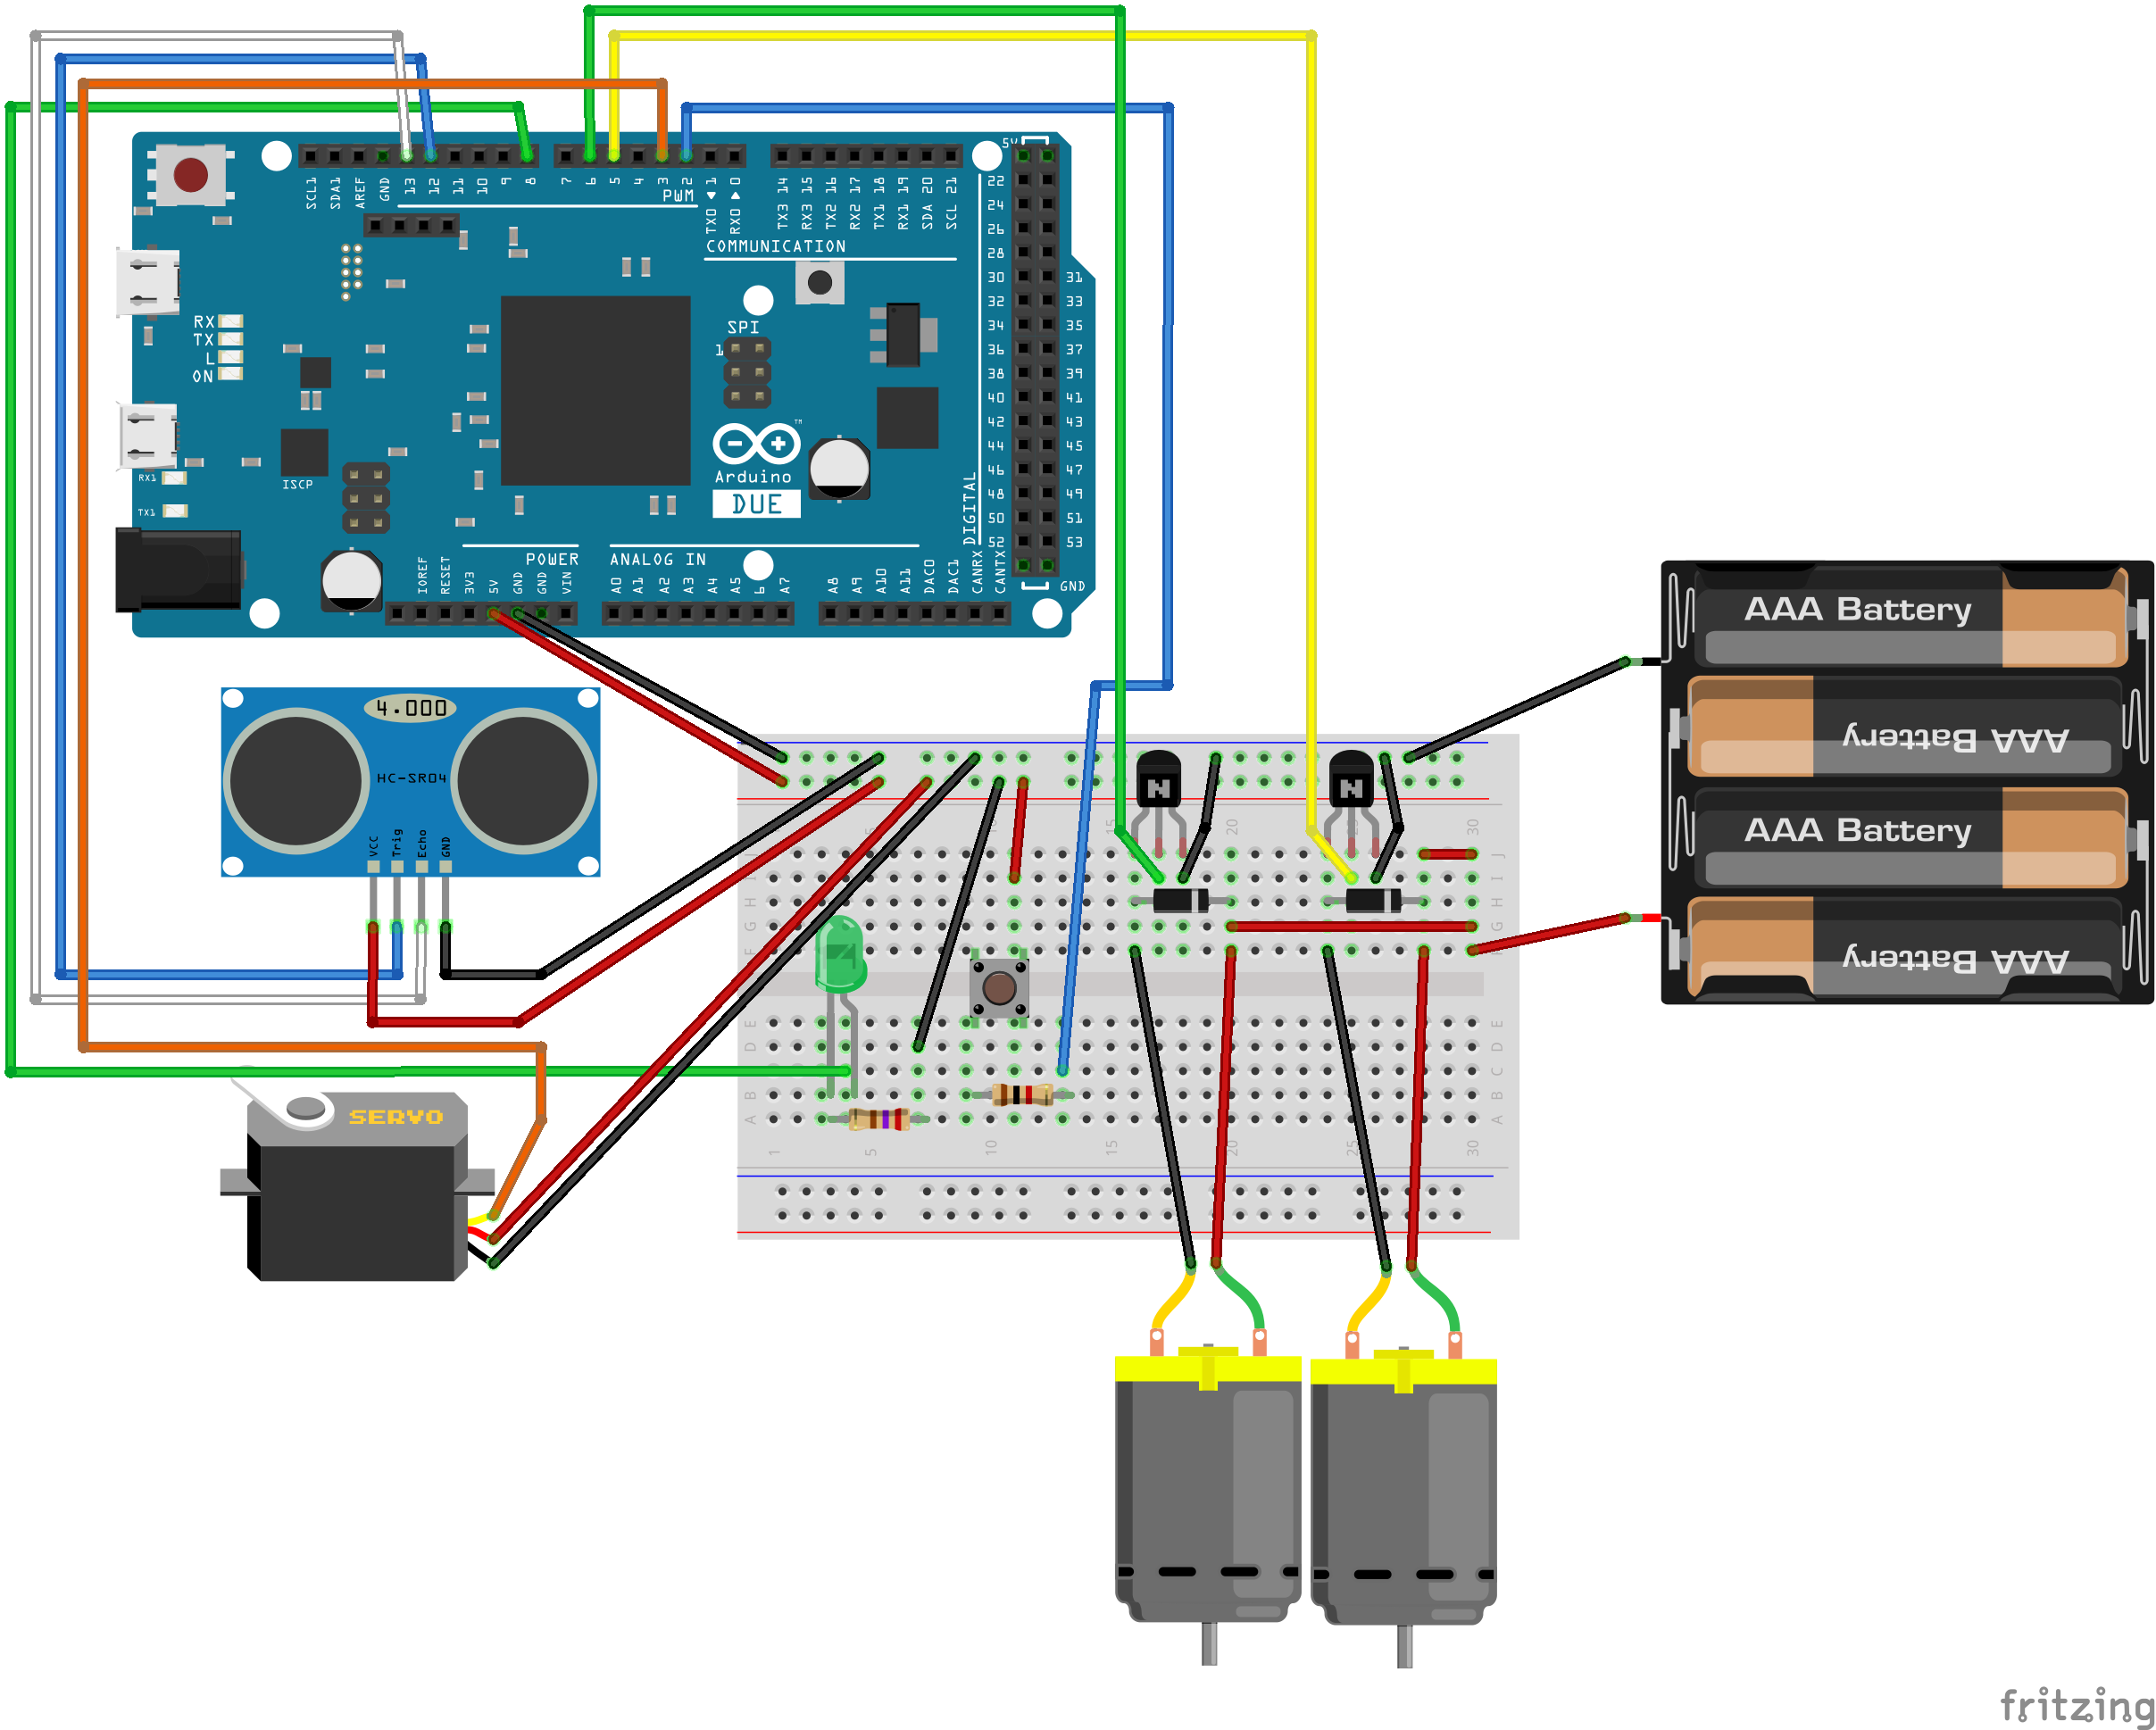 SCL1
SDA1
AREF
GND
13
12
11
10
9
8
7
6
5
4
3
2
TX0 ◄ 1
RX0 ► 0
TX3 14
RX3 15
TX2 16
RX2 17
TX1 18
RX1 19
SDA 20
SCL 21
PWM
COMMUNICATION
5V
22
24
26
28
30 31
32 33
34 35
36 37
38 39
40 41
42 43
44 45
46 47
48 49
50 51
52 53
GND
DIGITAL
RX
TX
L
ON
SPI
1
RX1
TX1
ISCP
Arduino
TM
DUE
POWER
ANALOG IN
IOREF
RESET
3V3
5V
GND
GND
VIN
A0
A1
A2
A3
A4
A5
6
A7
A8
A9
A10
A11
DAC0
DAC1
CANRX
CANTX
4.000
HC-SR04
VCC
Trig
Echo
GND
SERVO
AAA Battery
AAA Battery
AAA Battery
AAA Battery
N
N
15
20
30
J
I
H
H
G
G
F
E
E
D
D
C
C
B
B
A
A
1
5
10
15
20
25
30
fritzing